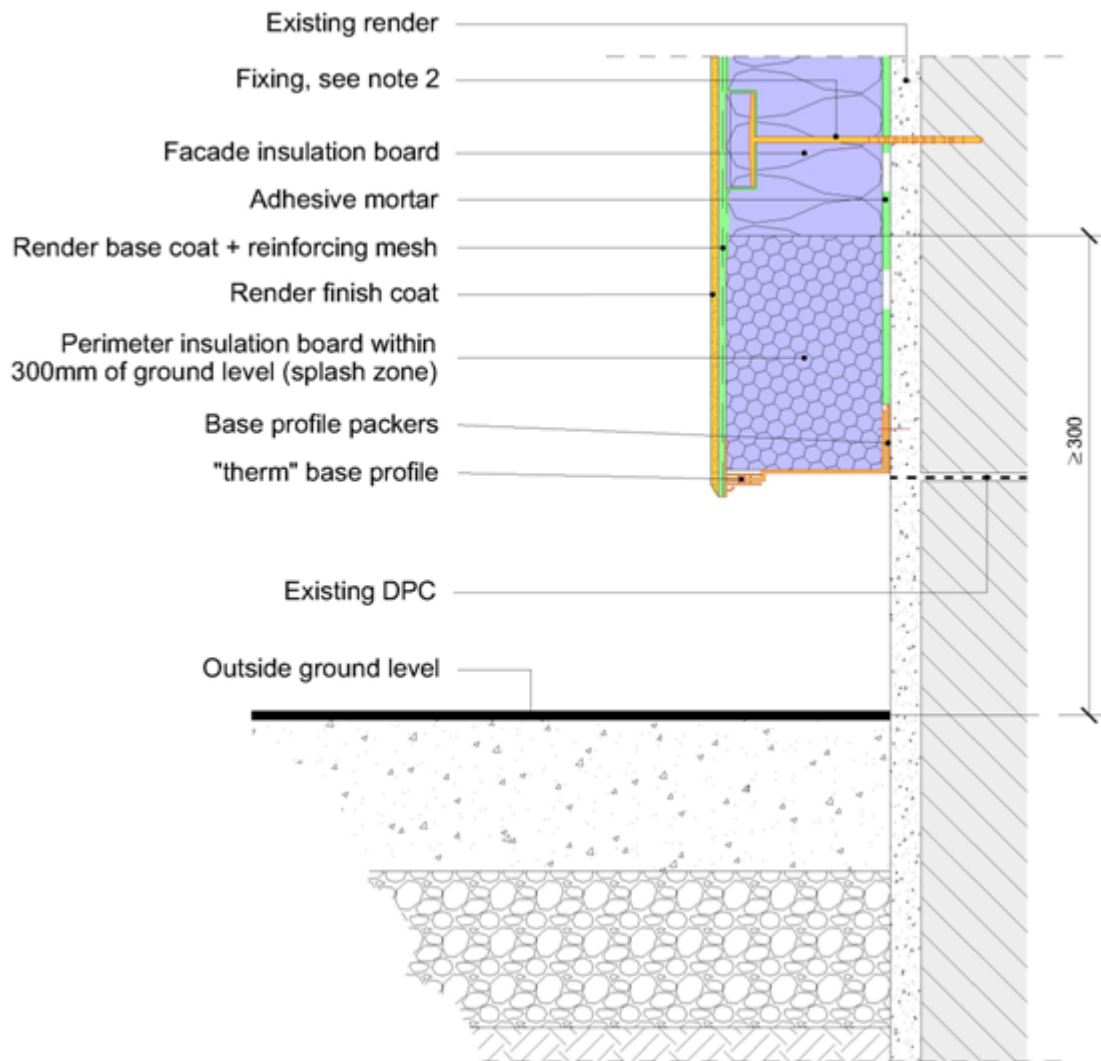 Existing render
Fixing, see note 2
Facade insulation board
Adhesive mortar
Render base coat + reinforcing mesh
Render finish coat
Perimeter insulation board within
300mm of ground level (splash zone)
Base profile packers
"therm" base profile
Existing DPC
Outside ground level
≥300